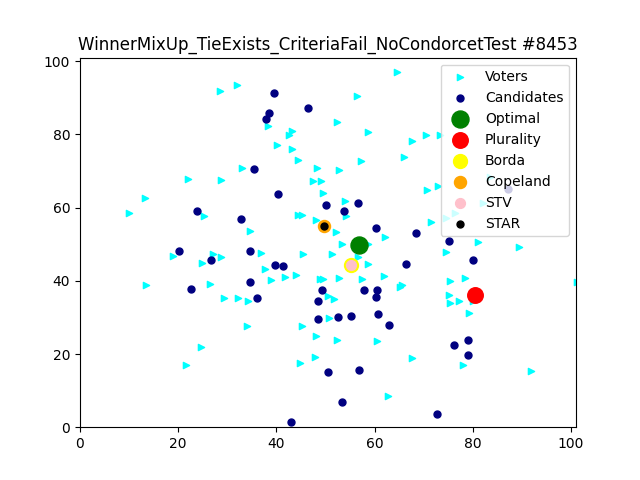 WinnerMixUp_TieExists_CriteriaFail_NoCondorcetTest #8453
100
80
60
40
20
0
0 20 40 60 80 100
Voters
Candidates
Optimal
Plurality
Borda
Copeland
STV
STAR